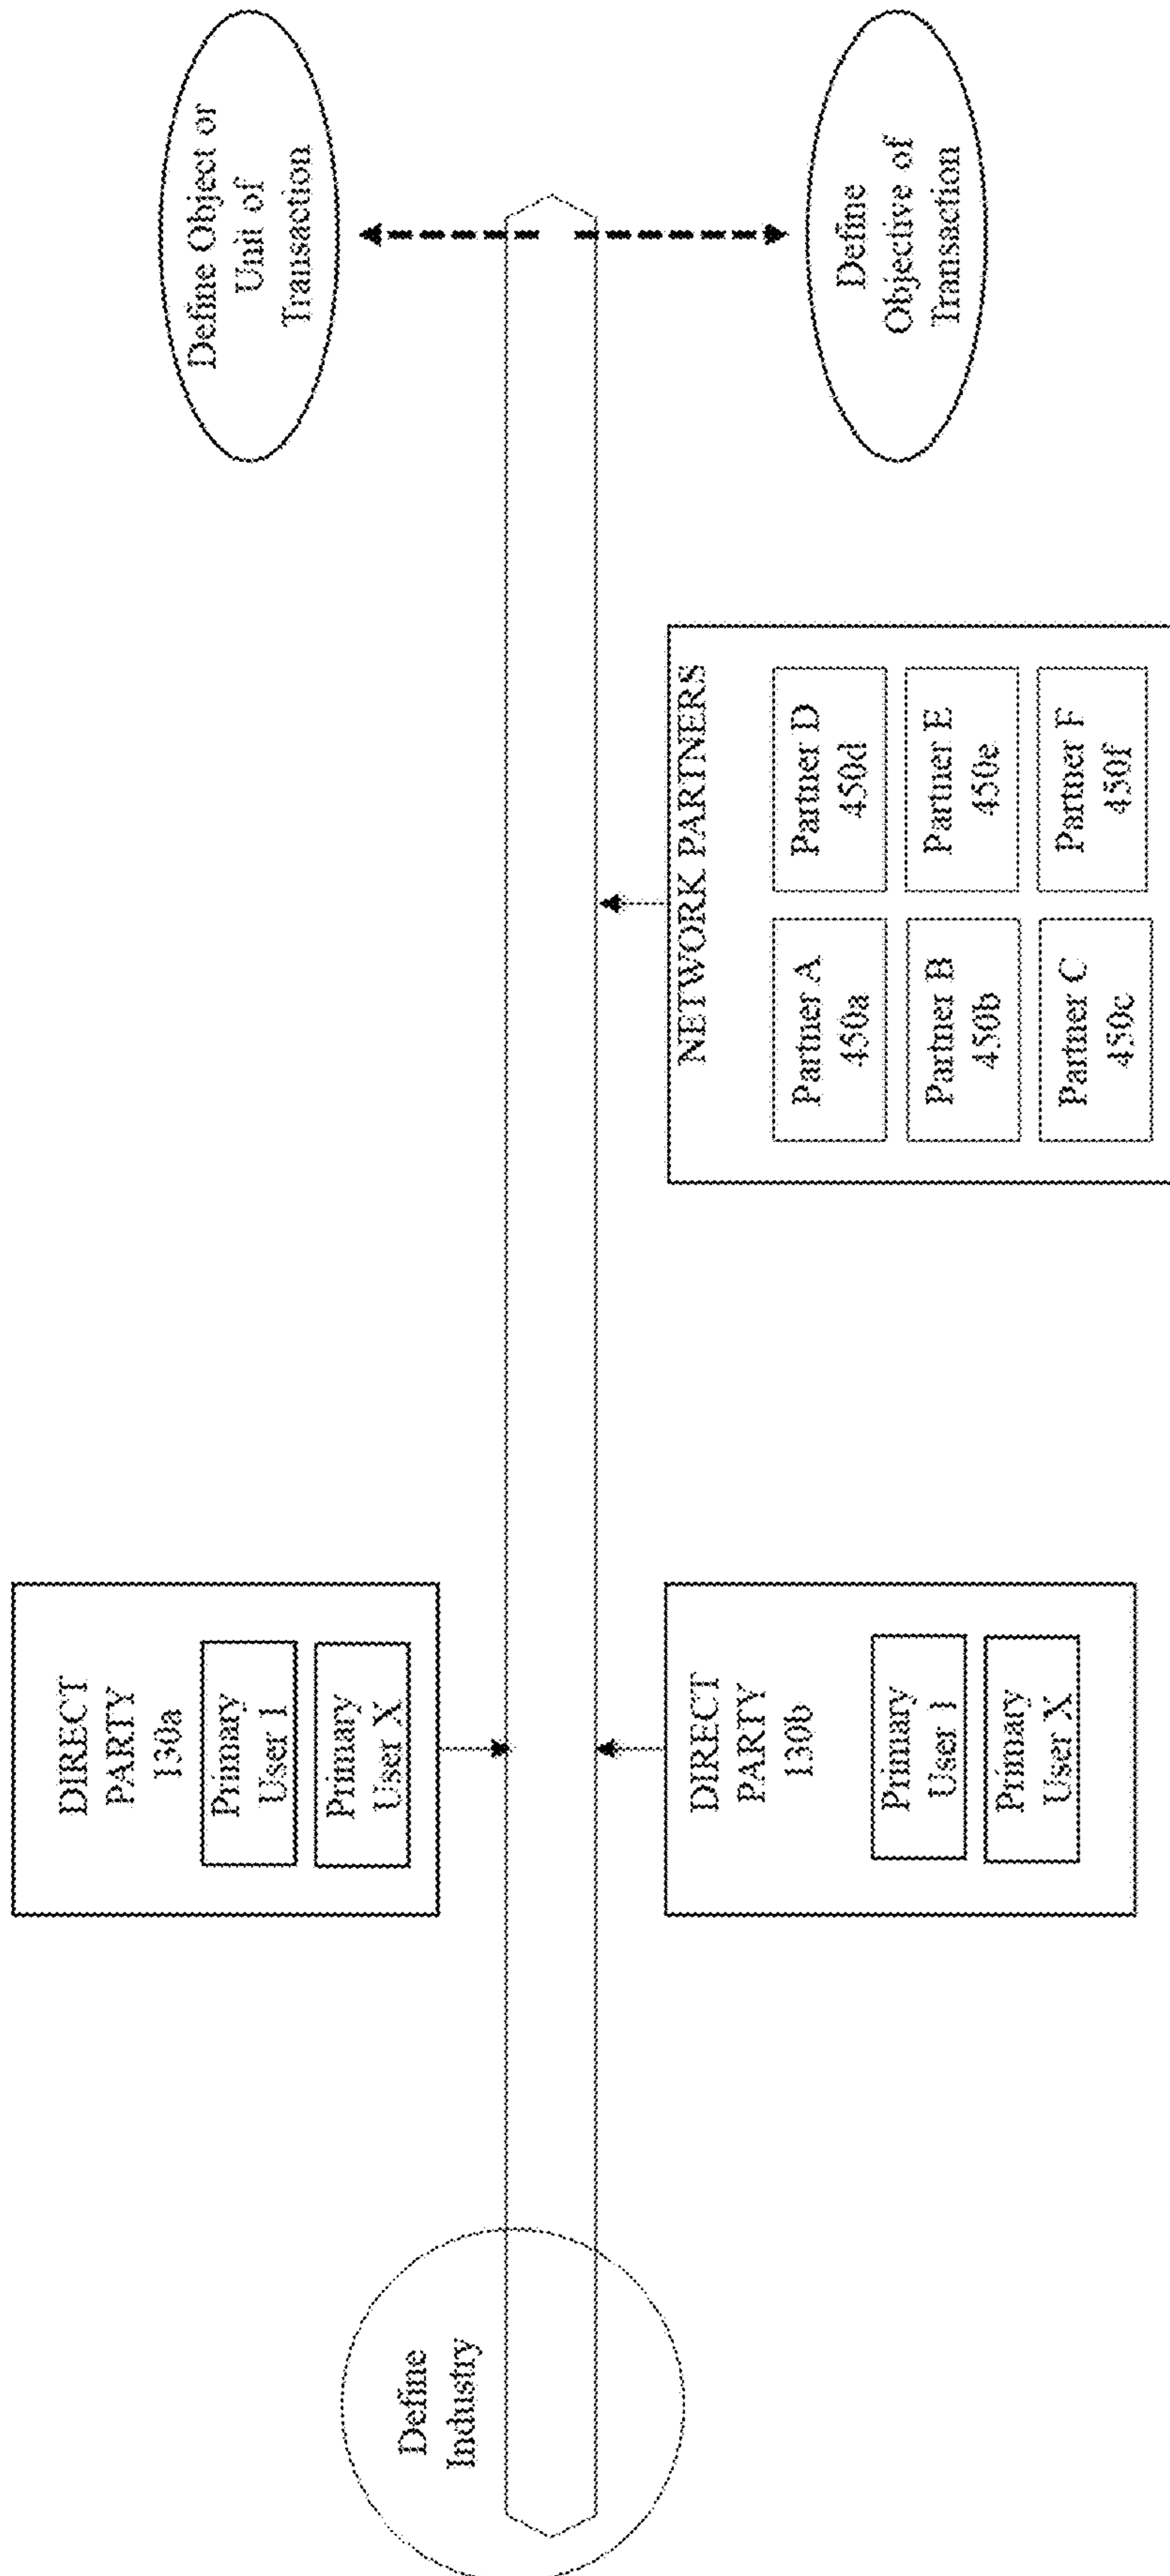 Define
Industry
DIRECT
PARTY
130a
Primary
User 1
Primary
User X
DIRECT
PARTY
130b
Primary
User 1
Primary
User X
NETWORK PARTNERS
Partner A
450a
Partner B
450b
Partner C
450c
Partner D
450d
Partner E
450e
Partner F
450f
Define Object or
Unit of
Transaction
Define
Objective of
Transaction